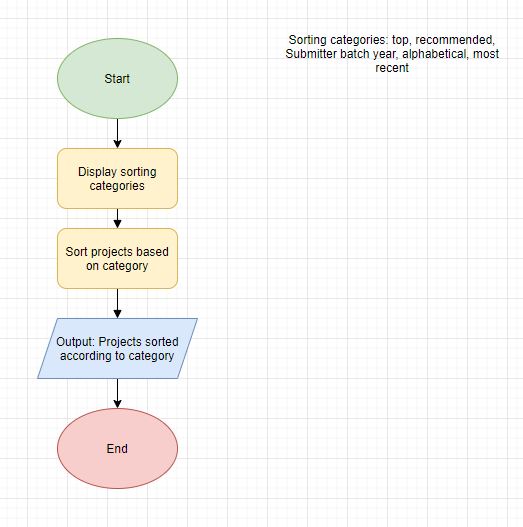 Sorting categories: top, recommended,
Submitter batch year, alphabetical, most
recent
Start
Display sorting
categories
Sort projects based
on category
Output: Projects sorted
according to category
End